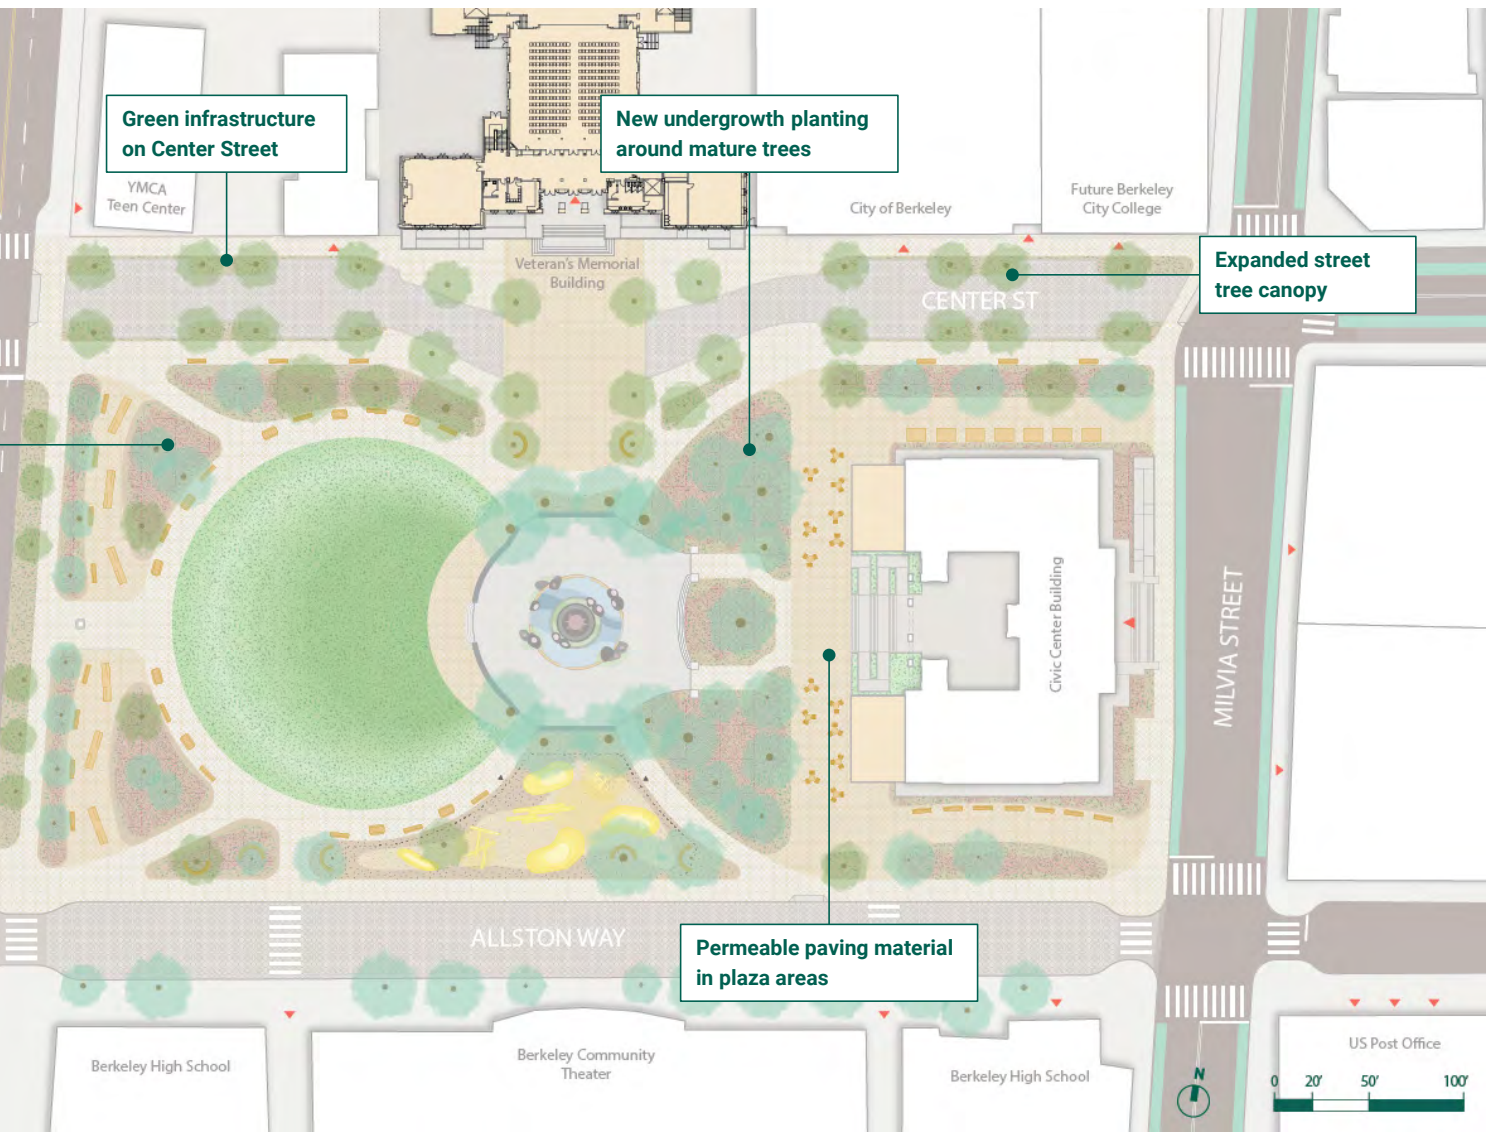 Green infrastructure
on Center Street
New undergrowth planting
around mature trees
YMCA
Teen Center
City of Berkeley
Future Berkeley
City College
Veteran's Memorial
Building
Expanded street
tree canopy
CENTER ST
Civic Center Building
MILVIA STREET
ALLSTON WAY
Permeable paving material
in plaza areas
Berkeley High School
Berkeley Community
Theater
Berkeley High School
US Post Office
N
0 20' 50' 100'